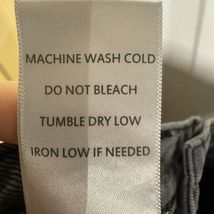 MACHINE WASH COLD
DO NOT BLEACH
TUMBLE DRY LOW
IRON LOW IF NEEDED